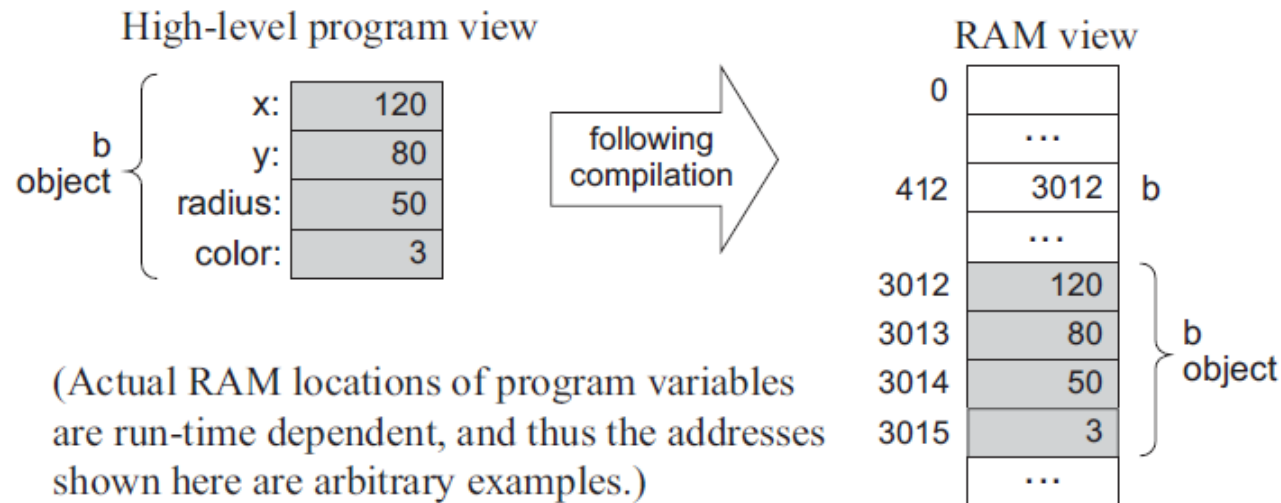 High-level program view
b
object
x: 120
y: 80
radius: 50
color: 3
following
compilation
RAM view
0
...
412 3012 b
...
3012 120
3013 80
3014 50
3015 3
...
b
object
(Actual RAM locations of program variables
are run-time dependent, and thus the addresses
shown here are arbitrary examples.)